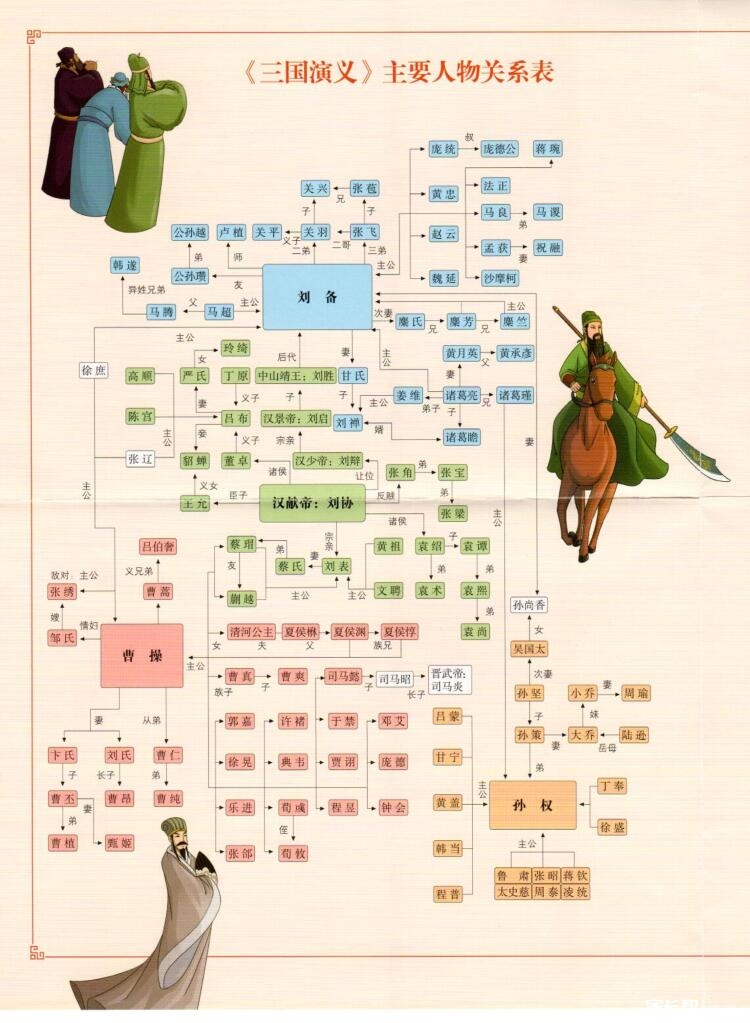 《三国演义》主要人物关系表
叔
庞统 庞德公 蒋琬
关兴 张苞
兄
黄忠 法正
子 子
马良 马谡
公孙越 卢植 关平 关羽 张飞
义子 二哥
弟
赵云
弟 师 二弟 三弟
孟获 祝融
妻
韩遂 公孙瓒 友 主公
魏延 沙摩柯
异姓兄弟
刘备
父 主公
马腾 马超
次妻 主公
麋氏 麋芳 麋竺
兄 兄
主公 玲绮 后代 妻 主公
黄月英 黄承彦
父
徐庶 女
高顺 严氏 丁原 中山靖王:刘胜 甘氏
妻
义子 子 子 主公
姜维 诸葛亮 诸葛瑾
弟子 兄
妻
陈宫 吕布 汉景帝:刘启 刘禅
子
婿
诸葛瞻
妻
主公 妾 义子 宗亲
张辽
貂蝉 董卓 汉少帝:刘辩
张角 张宝
弟
诸侯 让位
义女 反贼 弟
主公
王允 臣子 汉献帝:刘协
张梁
主公
诸侯
吕伯奢 蔡瑁 宗亲 黄祖 袁绍 袁谭
子
弟
敌对:主公 义兄弟 友 蔡氏 妻 刘表 弟 弟
张绣 曹嵩 蒯越 主公 主公 文聘 袁术 袁熙
嫂 弟
孙尚香
邹氏 情妇
清河公主 夏侯楙 夏侯渊 夏侯惇
袁尚
女
曹操 女 夫 父 族兄
吴国太
主公
曹真 曹爽 司马懿 司马昭 晋武帝:
司马炎
族子 子 子 长子
次妻
妻
孙坚 小乔 周瑜
妻 从弟
郭嘉 许褚 于禁 邓艾 吕蒙
子 妹
孙策 大乔 陆逊
妻 岳母
卞氏 刘氏 曹仁
徐晃 典韦 贾诩 庞德 甘宁
弟
子 长子 弟
主公
丁奉
曹丕 曹昂 曹纯
妻
乐进 荀彧 程昱 钟会 黄盖
孙权
弟 侄
徐盛
曹植 甄姬
张郃 荀攸 韩当
主公
鲁肃 张昭 蒋钦
程普 太史慈 周泰 凌统